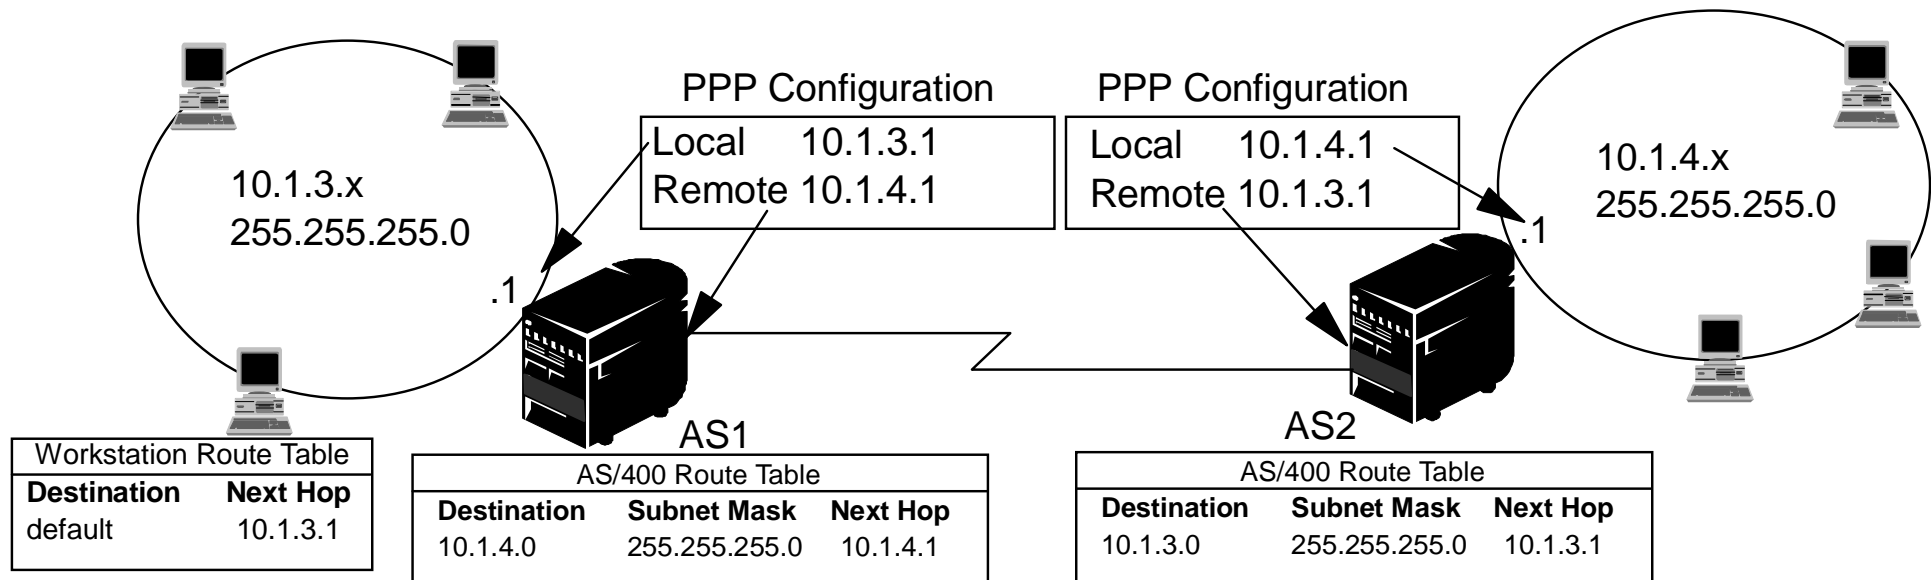 PPP Configuration
Local 10.1.3.1
Remote 10.1.4.1
PPP Configuration
Local 10.1.4.1
Remote 10.1.3.1
10.1.3.x
255.255.255.0
.1
10.1.4.x
255.255.255.0
.1
AS1
AS2
Workstation Route Table
Destination Next Hop
default 10.1.3.1
AS/400 Route Table
Destination Subnet Mask Next Hop
10.1.4.0 255.255.255.0 10.1.4.1
AS/400 Route Table
Destination Subnet Mask Next Hop
10.1.3.0 255.255.255.0 10.1.3.1